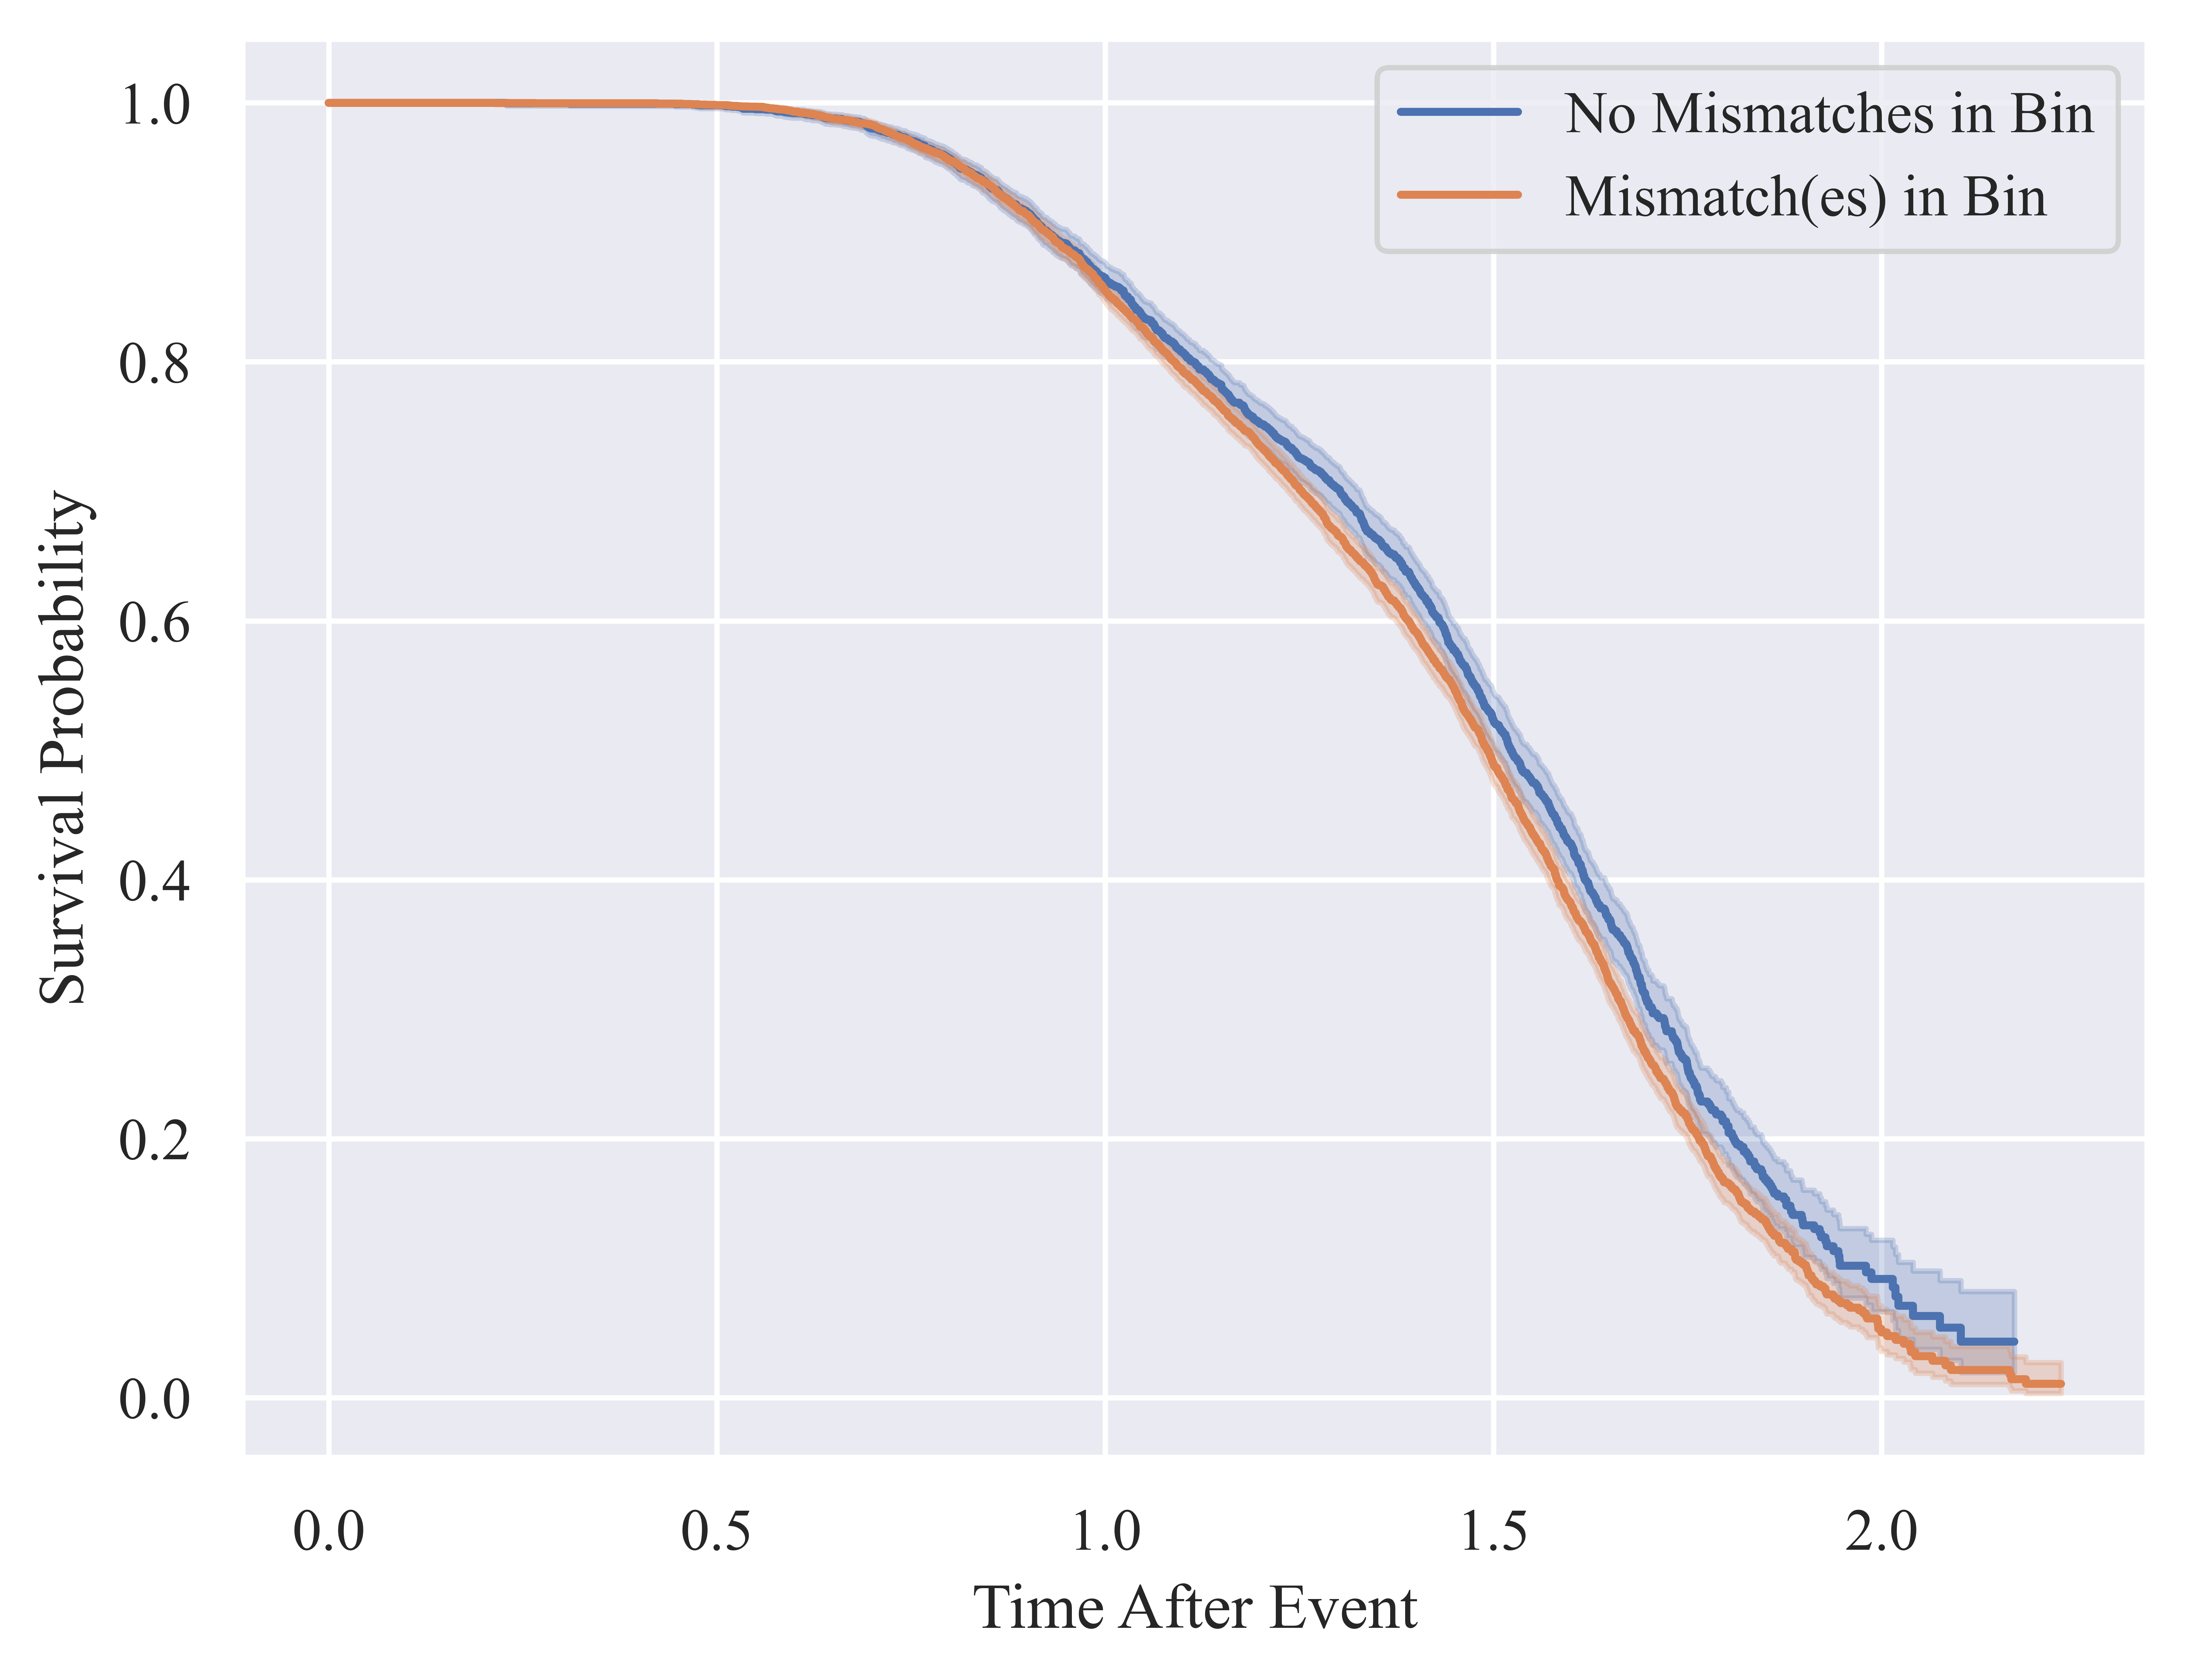 No Mismatches in Bin
Mismatch(es) in Bin
1.0
0.8
0.6
0.4
0.2
0.0
Survival Probability
0.0 0.5 1.0 1.5 2.0
Time After Event